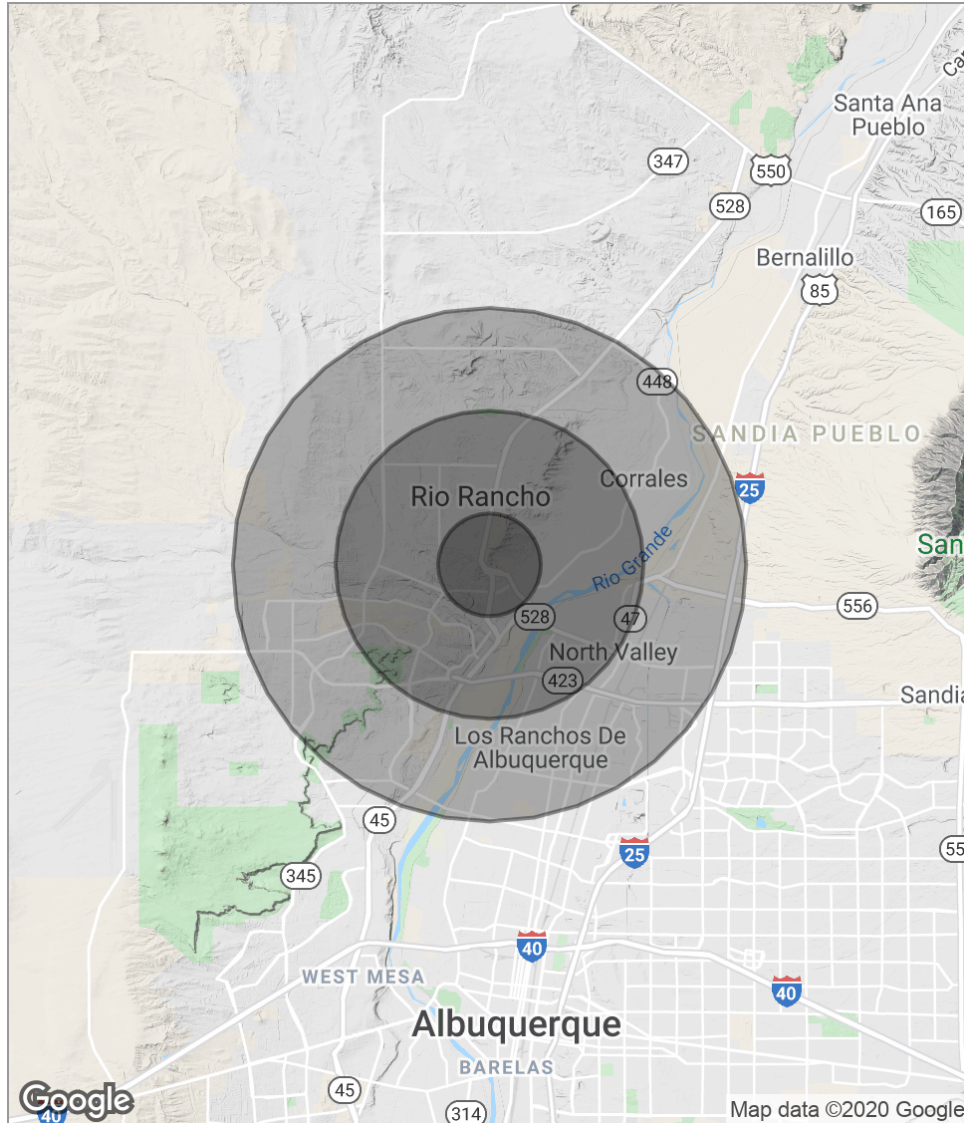 Santa Ana
Pueblo
Car
347
550
528
165
Bernalillo
85
448
SANDIA PUEBLO
Corrales
25
Rio Rancho
San
Rio Grande
556
528
47
North Valley
423
Sandia
Los Ranchos De
Albuquerque
45
55
25
345
40
WEST MESA
40
Albuquerque
BARELAS
45
Google
40
314
Map data ©2020 Google